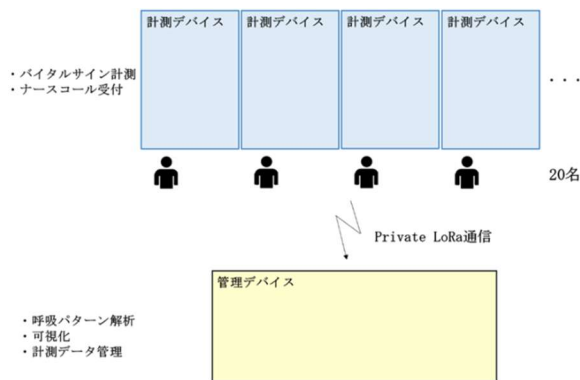 計測デバイス 計測デバイス 計測デバイス 計測デバイス
・バイタルサイン計測
・ナースコール受付
・・・
20名
Private LoRa通信
管理デバイス
・呼吸パターン解析
・可視化
・計測データ管理